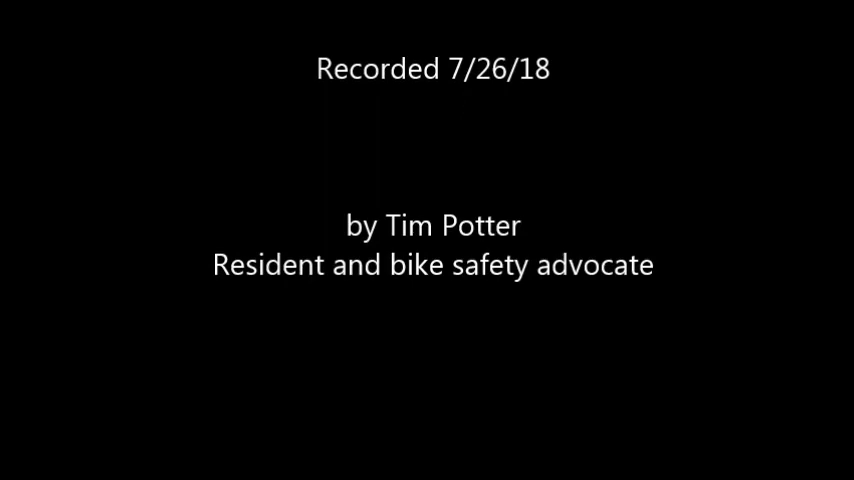 Recorded 7/26/18
by Tim Potter
Resident and bike safety advocate